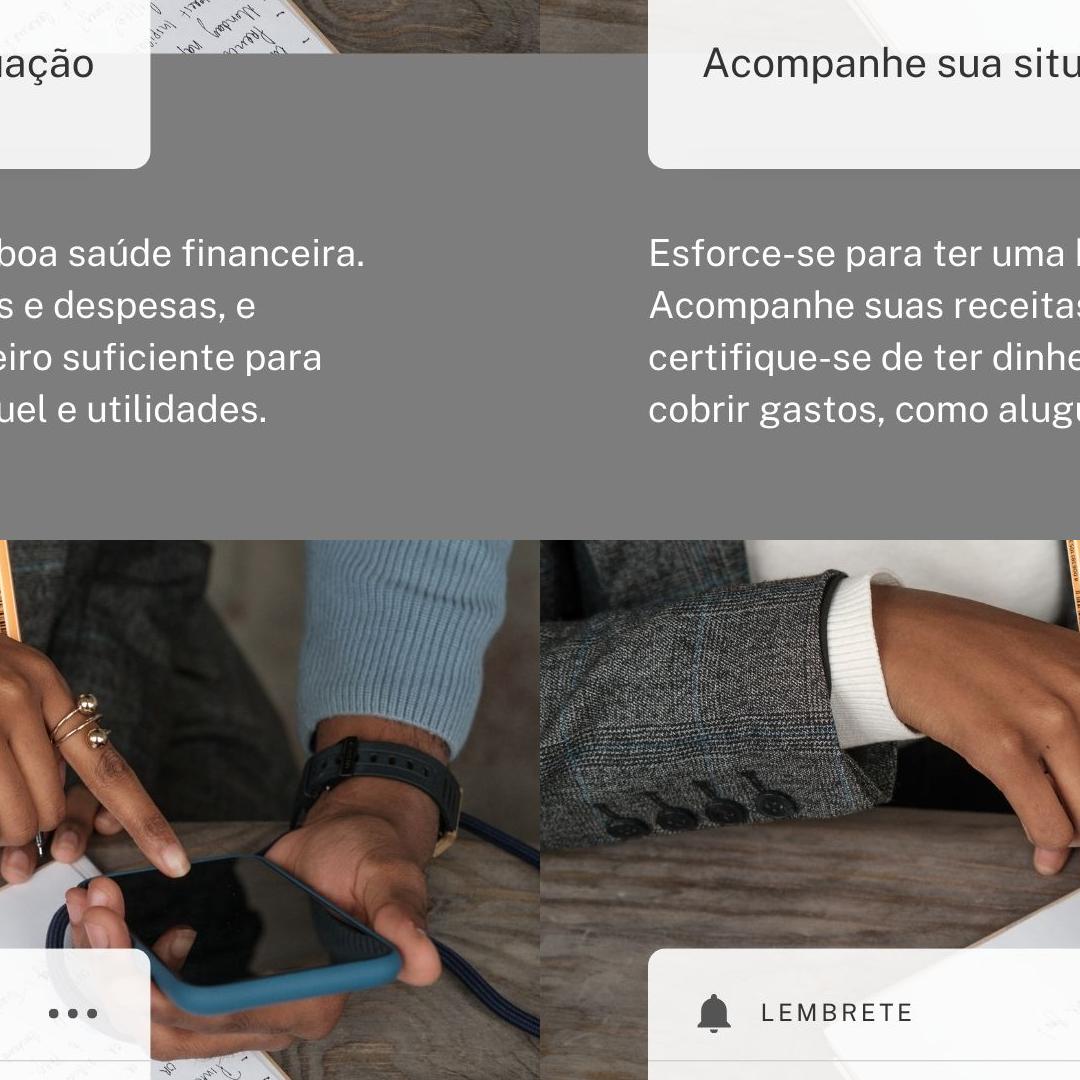 uação
Acompanhe sua situ
boa saúde financeira.
s e despesas, e
eiro suficiente para
uel e utilidades.
Esforce-se para ter uma
Acompanhe suas receitas
certifique-se de ter dinhe
cobrir gastos, como alugu
LEMBRETE